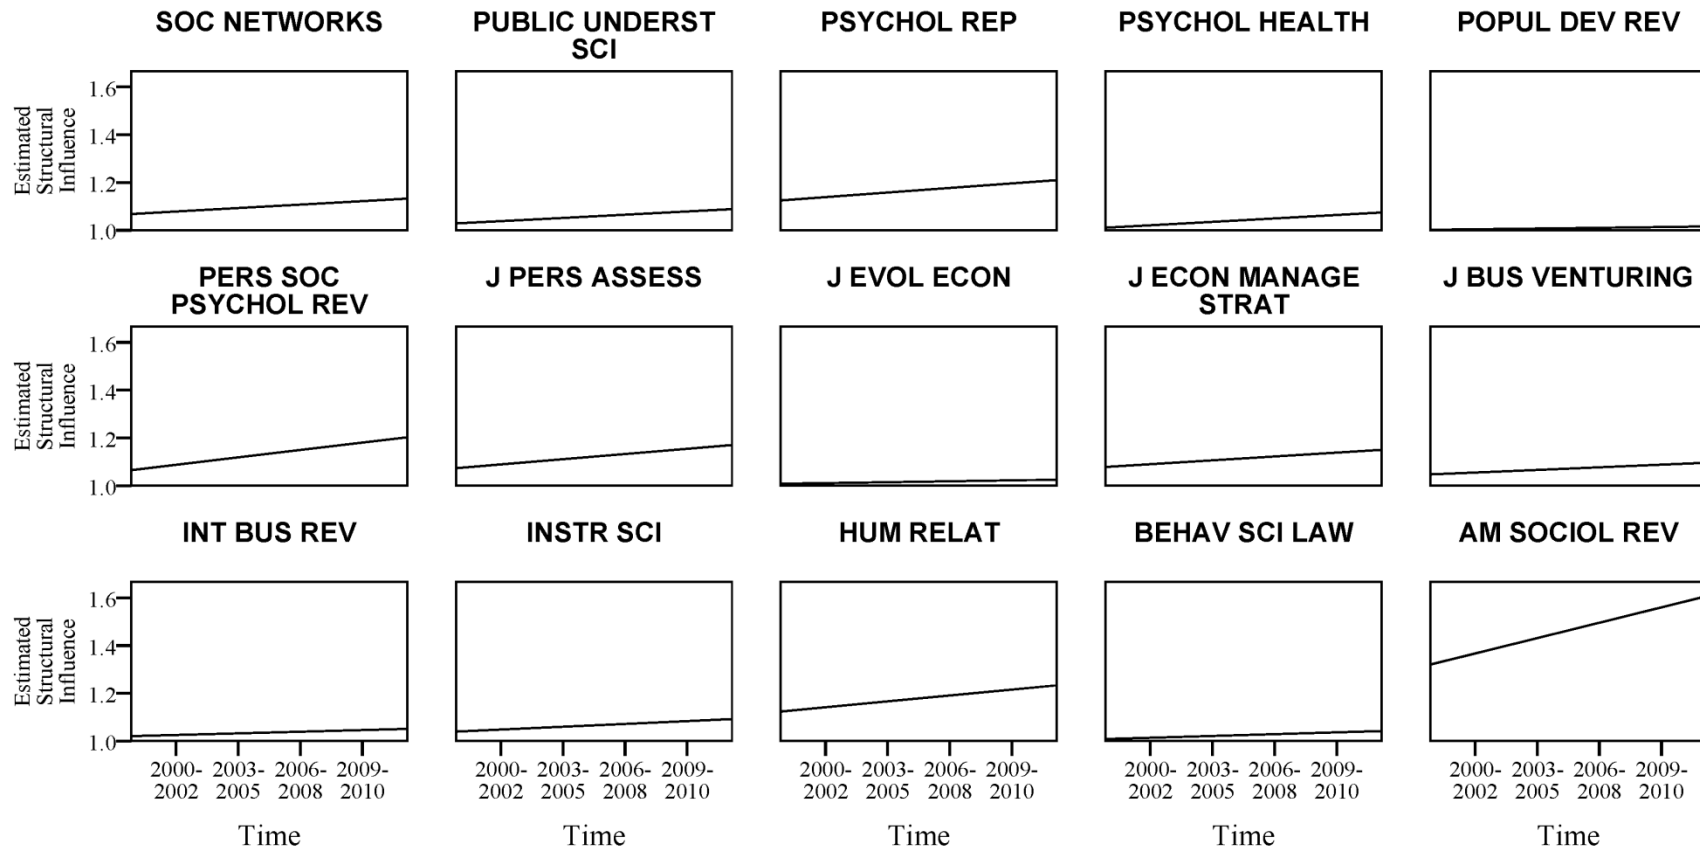 SOC NETWORKS
PUBLIC UNDERST
SCI
PSYCHOL REP
PSYCHOL HEALTH
POPUL DEV REV
Estimated
Structural
Influence
1.6
1.4
1.2
1.0
PERS SOC
PSYCHOL REV
J PERS ASSESS
J EVOL ECON
J ECON MANAGE
STRAT
J BUS VENTURING
Estimated
Structural
Influence
1.6
1.4
1.2
1.0
INT BUS REV
INSTR SCI
HUM RELAT
BEHAV SCI LAW
AM SOCIOL REV
Estimated
Structural
Influence
1.6
1.4
1.2
1.0
2000-
2002
2003-
2005
2006-
2008
2009-
2010
2000-
2002
2003-
2005
2006-
2008
2009-
2010
2000-
2002
2003-
2005
2006-
2008
2009-
2010
2000-
2002
2003-
2005
2006-
2008
2009-
2010
2000-
2002
2003-
2005
2006-
2008
2009-
2010
Time
Time
Time
Time
Time